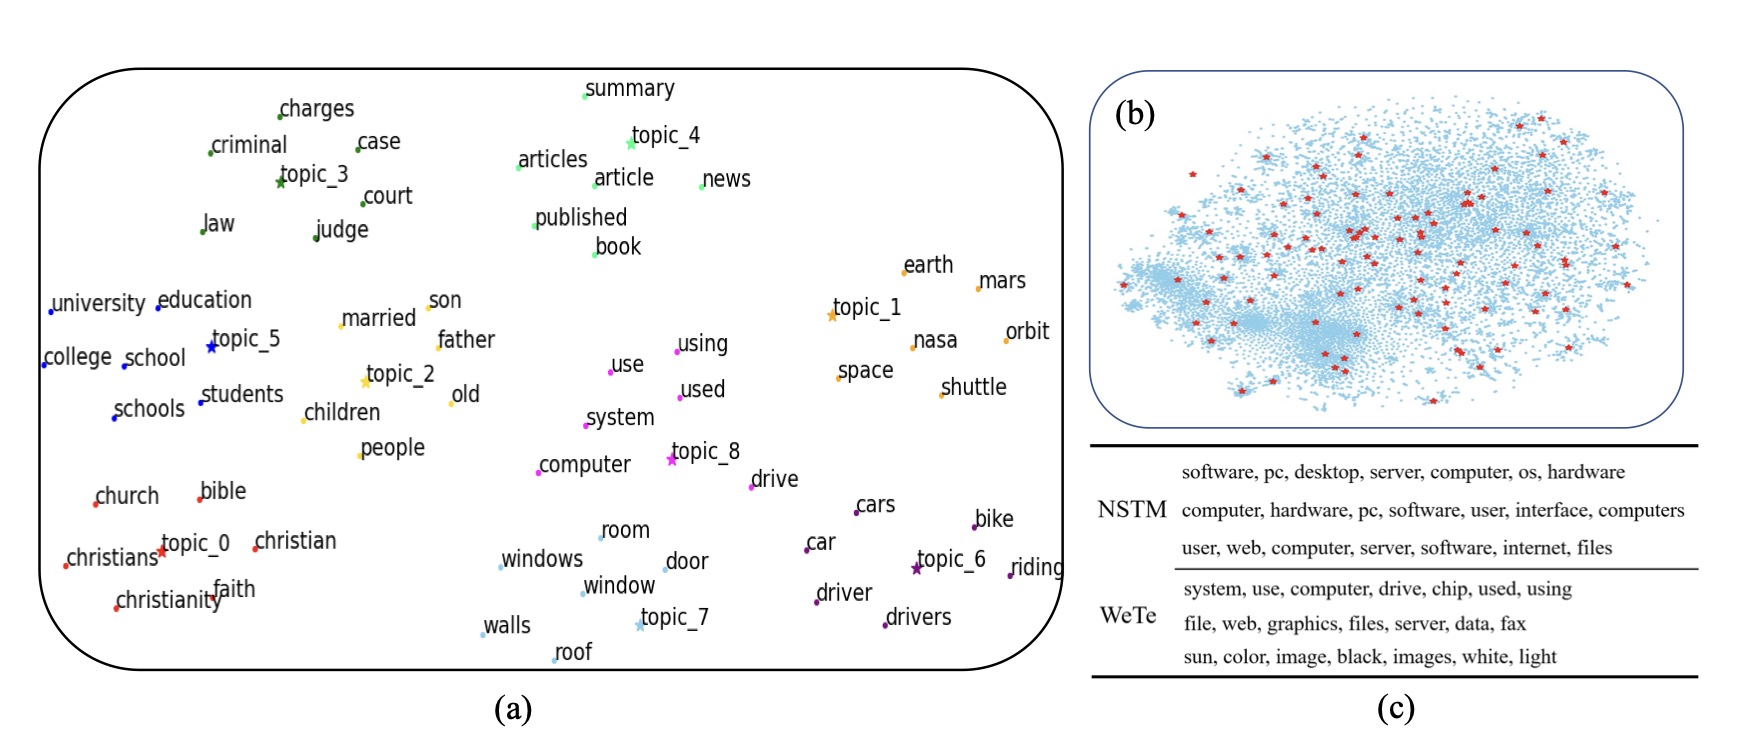 summary
charges
topic_4
criminal
case
articles
topic_3
article
news
court
published
law
judge
book
earth
mars
university
education
son
topic_1
married
orbit
topic_5
father
nasa
using
college
school
use
space
topic_2
shuttle
students
old
used
schools
children
system
people
topic_8
computer
drive
church
bible
cars
bike
room
topic_0
christian
car
christians
windows
door
topic_6
riding
window
faith
driver
christianity
topic_7
drivers
walls
roof
(a)
(b)
NSTM
software, pc, desktop, server, computer, os, hardware
computer, hardware, pc, software, user, interface, computers
user, web, computer, server, software, internet, files
WeTe
system, use, computer, drive, chip, used, using
file, web, graphics, files, server, data, fax
sun, color, image, black, images, white, light
(c)